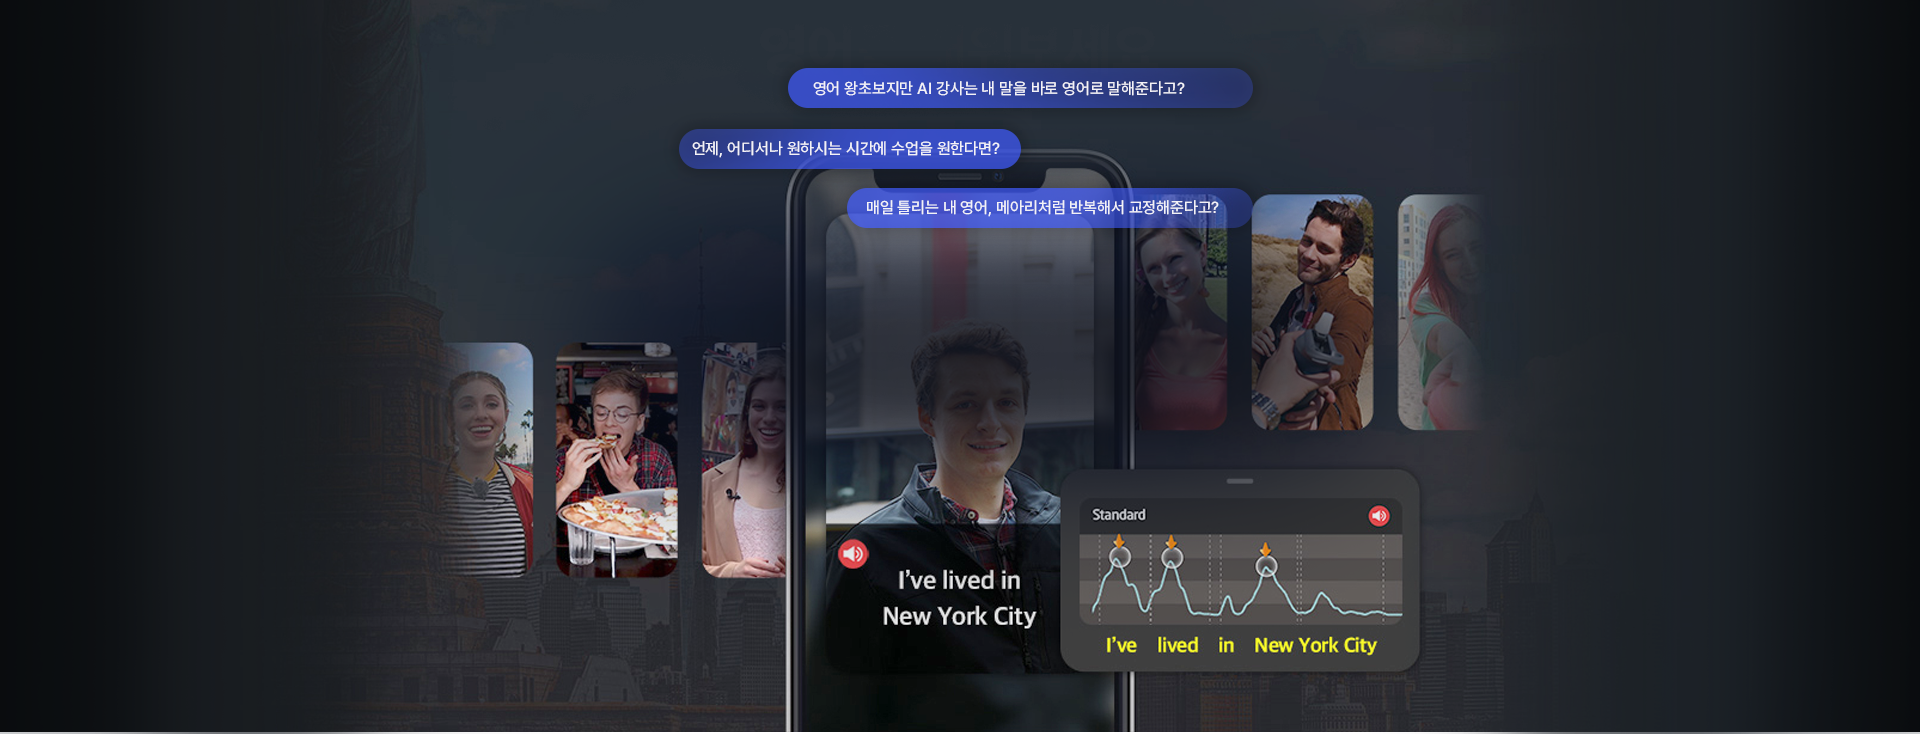 영어 왕초보지만 AI 강사는 내 말을 바로 영어로 말해준다고?
언제, 어디서나 원하시는 시간에 수업을 원한다면?
매일 틀리는 내 영어, 메아리처럼 반복해서 교정해준다고?
Standard
I've lived in
New York City
I've lived in New York City